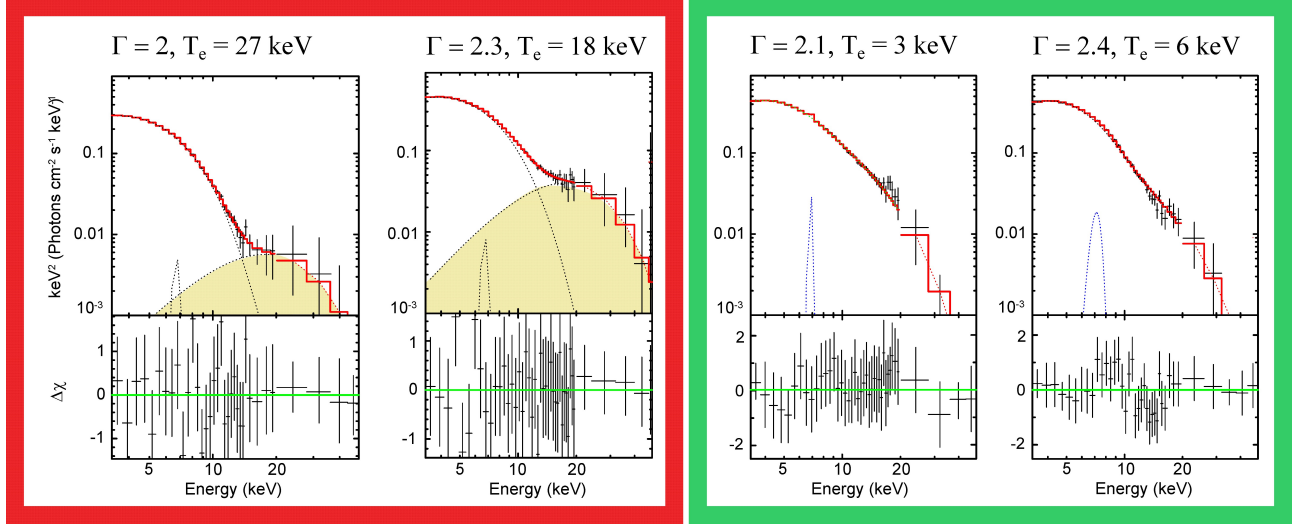 Γ = 2, Tₑ = 27 keV
Γ = 2.3, Tₑ = 18 keV
Γ = 2.1, Tₑ = 3 keV
Γ = 2.4, Tₑ = 6 keV
keV² (Photons cm⁻² s⁻¹ keV⁻¹)
0.1
0.01
10⁻³
0.1
0.01
10⁻³
0.1
0.01
10⁻³
0.1
0.01
10⁻³
Δχ
1
0
-1
1
0
-1
2
0
-2
2
0
-2
5 10 20
5 10 20
5 10 20
5 10 20
Energy (keV)
Energy (keV)
Energy (keV)
Energy (keV)